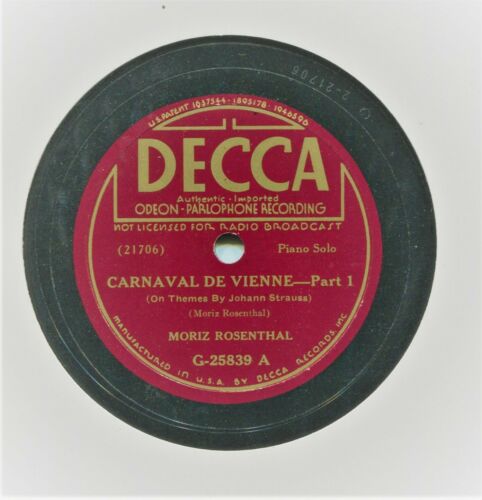 U.S. PATENT 1637544 - 1805178 - 1946596
DECCA
Authentic - Imported
ODEON - PARLOPHONE RECORDING
NOT LICENSED FOR RADIO BROADCAST
(21706) Piano Solo
CARNAVAL DE VIENNE—Part 1
(On Themes By Johann Strauss)
(Moriz Rosenthal)
MORIZ ROSENTHAL
G-25839 A
MANUFACTURED IN U.S.A. BY DECCA RECORDS, INC.
2-21706